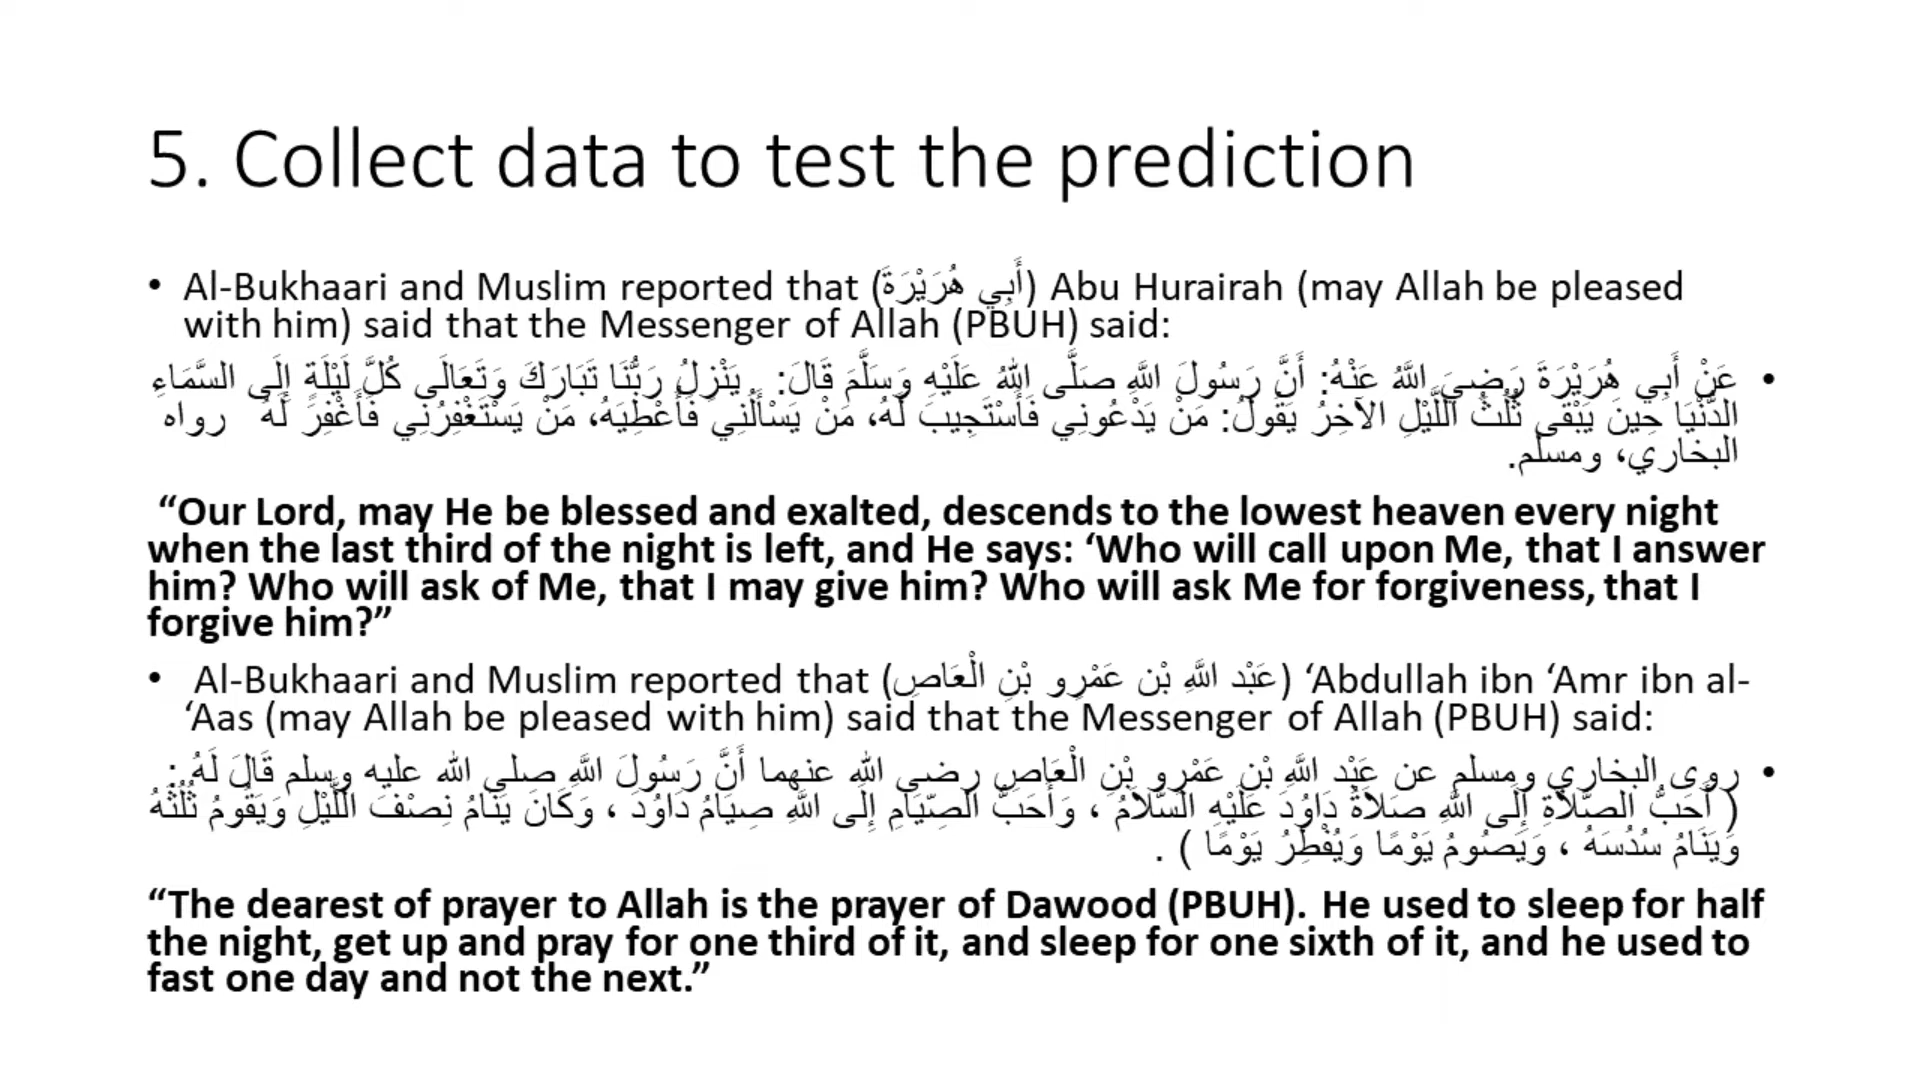 5. Collect data to test the prediction
• Al-Bukhaari and Muslim reported that (أَبِي هُرَيْرَةَ) Abu Hurairah (may Allah be pleased
with him) said that the Messenger of Allah (PBUH) said:
• عَنْ أَبِي هُرَيْرَةَ رَضِيَ اللَّهُ عَنْهُ: أَنَّ رَسُولَ اللَّهِ صَلَّى اللهُ عَلَيْهِ وَسَلَّمَ قَالَ: يَنْزِلُ رَبُّنَا تَبَارَكَ وَتَعَالَى كُلَّ لَيْلَةٍ إِلَى السَّمَاءِ
الدُّنْيَا حِينَ يَبْقَى ثُلُثُ اللَّيْلِ الآخِرُ يَقُولُ: مَنْ يَدْعُونِي فَأَسْتَجِيبَ لَهُ، مَنْ يَسْأَلُنِي فَأُعْطِيَهُ، مَنْ يَسْتَغْفِرُنِي فَأَغْفِرَ لَهُ رواه
البخاري، ومسلم.
“Our Lord, may He be blessed and exalted, descends to the lowest heaven every night
when the last third of the night is left, and He says: ‘Who will call upon Me, that I answer
him? Who will ask of Me, that I may give him? Who will ask Me for forgiveness, that I
forgive him?”
• Al-Bukhaari and Muslim reported that (عَبْد اللَّهِ بْن عَمْرِو بْنِ الْعَاصِ) ‘Abdullah ibn ‘Amr ibn al-
‘Aas (may Allah be pleased with him) said that the Messenger of Allah (PBUH) said:
• روى البخاري ومسلم عن عَبْد اللَّهِ بْن عَمْرِو بْنِ الْعَاصِ رضي الله عنهما أَنَّ رَسُولَ اللَّهِ صلى الله عليه وسلم قَالَ لَهُ :
( أَحَبُّ الصَّلاَةِ إِلَى اللَّهِ صَلاَةُ دَاوُدَ عَلَيْهِ السَّلاَمُ ، وَأَحَبُّ الصِّيَامِ إِلَى اللَّهِ صِيَامُ دَاوُدَ ، وَكَانَ يَنَامُ نِصْفَ اللَّيْلِ وَيَقُومُ ثُلُثَهُ
وَيَنَامُ سُدُسَهُ ، وَيَصُومُ يَوْمًا وَيُفْطِرُ يَوْمًا ) .
“The dearest of prayer to Allah is the prayer of Dawood (PBUH). He used to sleep for half
the night, get up and pray for one third of it, and sleep for one sixth of it, and he used to
fast one day and not the next.”